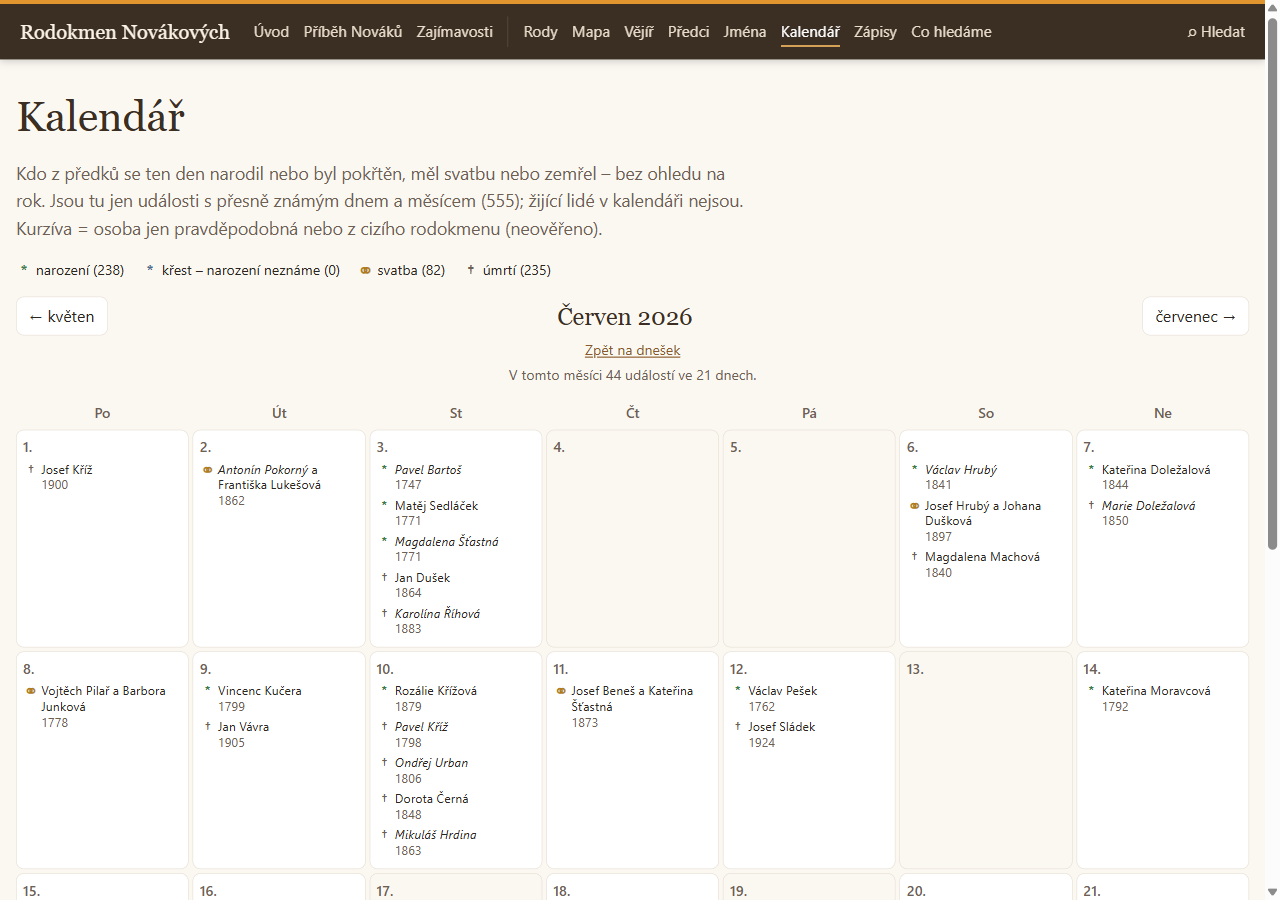 Rodokmen Novákových Úvod Příběh Nováků Zajímavosti Rody Mapa Vějíř Předci Jména Kalendář Zápisy Co hledáme ⌕ Hledat
Kalendář
Kdo z předků se ten den narodil nebo byl pokřtěn, měl svatbu nebo zemřel – bez ohledu na
rok. Jsou tu jen události s přesně známým dnem a měsícem (555); žijící lidé v kalendáři nejsou.
Kurzíva = osoba jen pravděpodobná nebo z cizího rodokmenu (neověřeno).
* narození (238) * křest – narození neznáme (0) ⚭ svatba (82) † úmrtí (235)
← květen
Červen 2026
červenec →
Zpět na dnešek
V tomto měsíci 44 událostí ve 21 dnech.
Po Út St Čt Pá So Ne
1.
† Josef Kříž
1900
2.
⚭ Antonín Pokorný a
Františka Lukešová
1862
3.
* Pavel Bartoš
1747
* Matěj Sedláček
1771
* Magdalena Šťastná
1771
† Jan Dušek
1864
† Karolína Říhová
1883
4.
5.
6.
* Václav Hrubý
1841
⚭ Josef Hrubý a Johana
Dušková
1897
† Magdalena Machová
1840
7.
* Kateřina Doležalová
1844
† Marie Doležalová
1850
8.
⚭ Vojtěch Pilař a Barbora
Junková
1778
9.
* Vincenc Kučera
1799
† Jan Vávra
1905
10.
* Rozálie Křížová
1879
† Pavel Kříž
1798
† Ondřej Urban
1806
† Dorota Černá
1848
† Mikuláš Hrdina
1863
11.
⚭ Josef Beneš a Kateřina
Šťastná
1873
12.
* Václav Pešek
1762
† Josef Sládek
1924
13.
14.
* Kateřina Moravcová
1792
15.
16.
17.
18.
19.
20.
21.